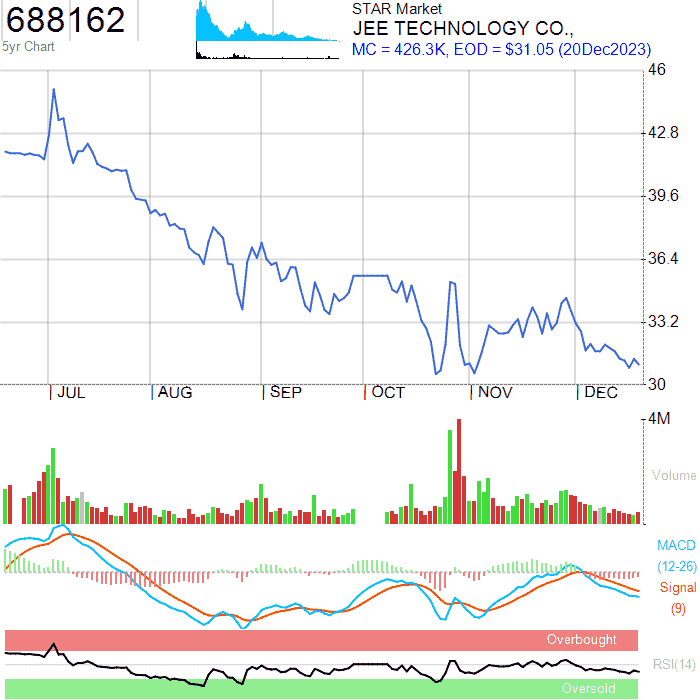 688162
5yr Chart
STAR Market
JEE TECHNOLOGY CO.,
MC = 426.3K, EOD = $31.05 (20Dec2023)
46
42.8
39.6
36.4
33.2
30
JUL AUG SEP OCT NOV DEC
4M
Volume
MACD
(12-26)
Signal
(9)
Overbought
RSI(14)
Oversold